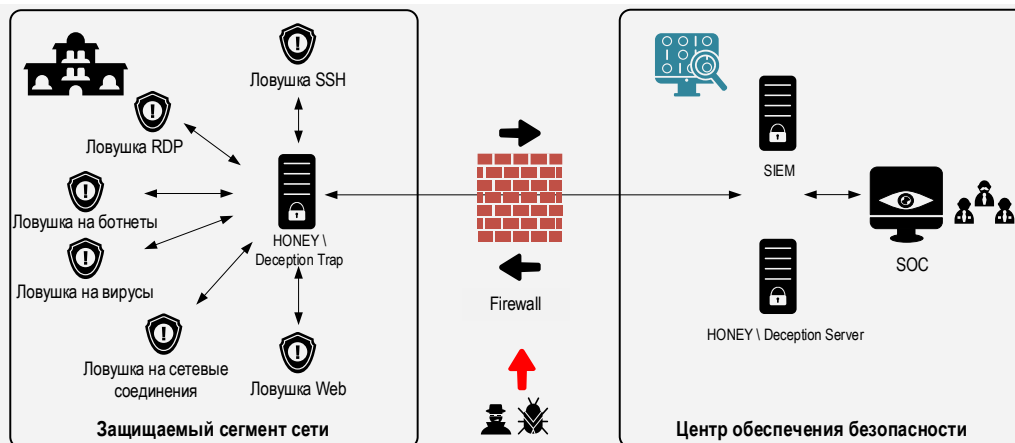 Ловушка SSH
Ловушка RDP
Ловушка на ботнеты
HONEY \
Deception Trap
Ловушка на вирусы
Ловушка на сетевые
соединения
Ловушка Web
Защищаемый сегмент сети
Firewall
SIEM
SOC
HONEY \ Deception Server
Центр обеспечения безопасности